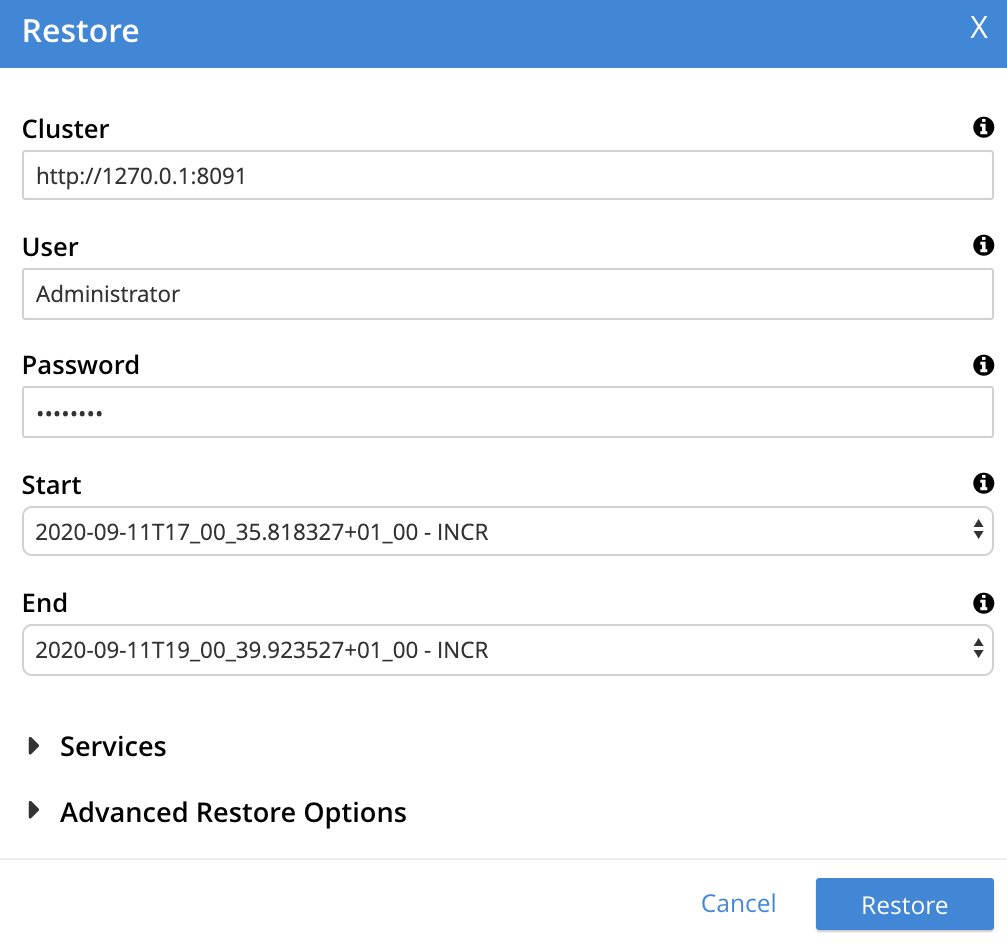 Restore X
Cluster
http://1270.0.1:8091
User
Administrator
Password
••••••••
Start
2020-09-11T17_00_35.818327+01_00 - INCR
End
2020-09-11T19_00_39.923527+01_00 - INCR
Services
Advanced Restore Options
Cancel Restore